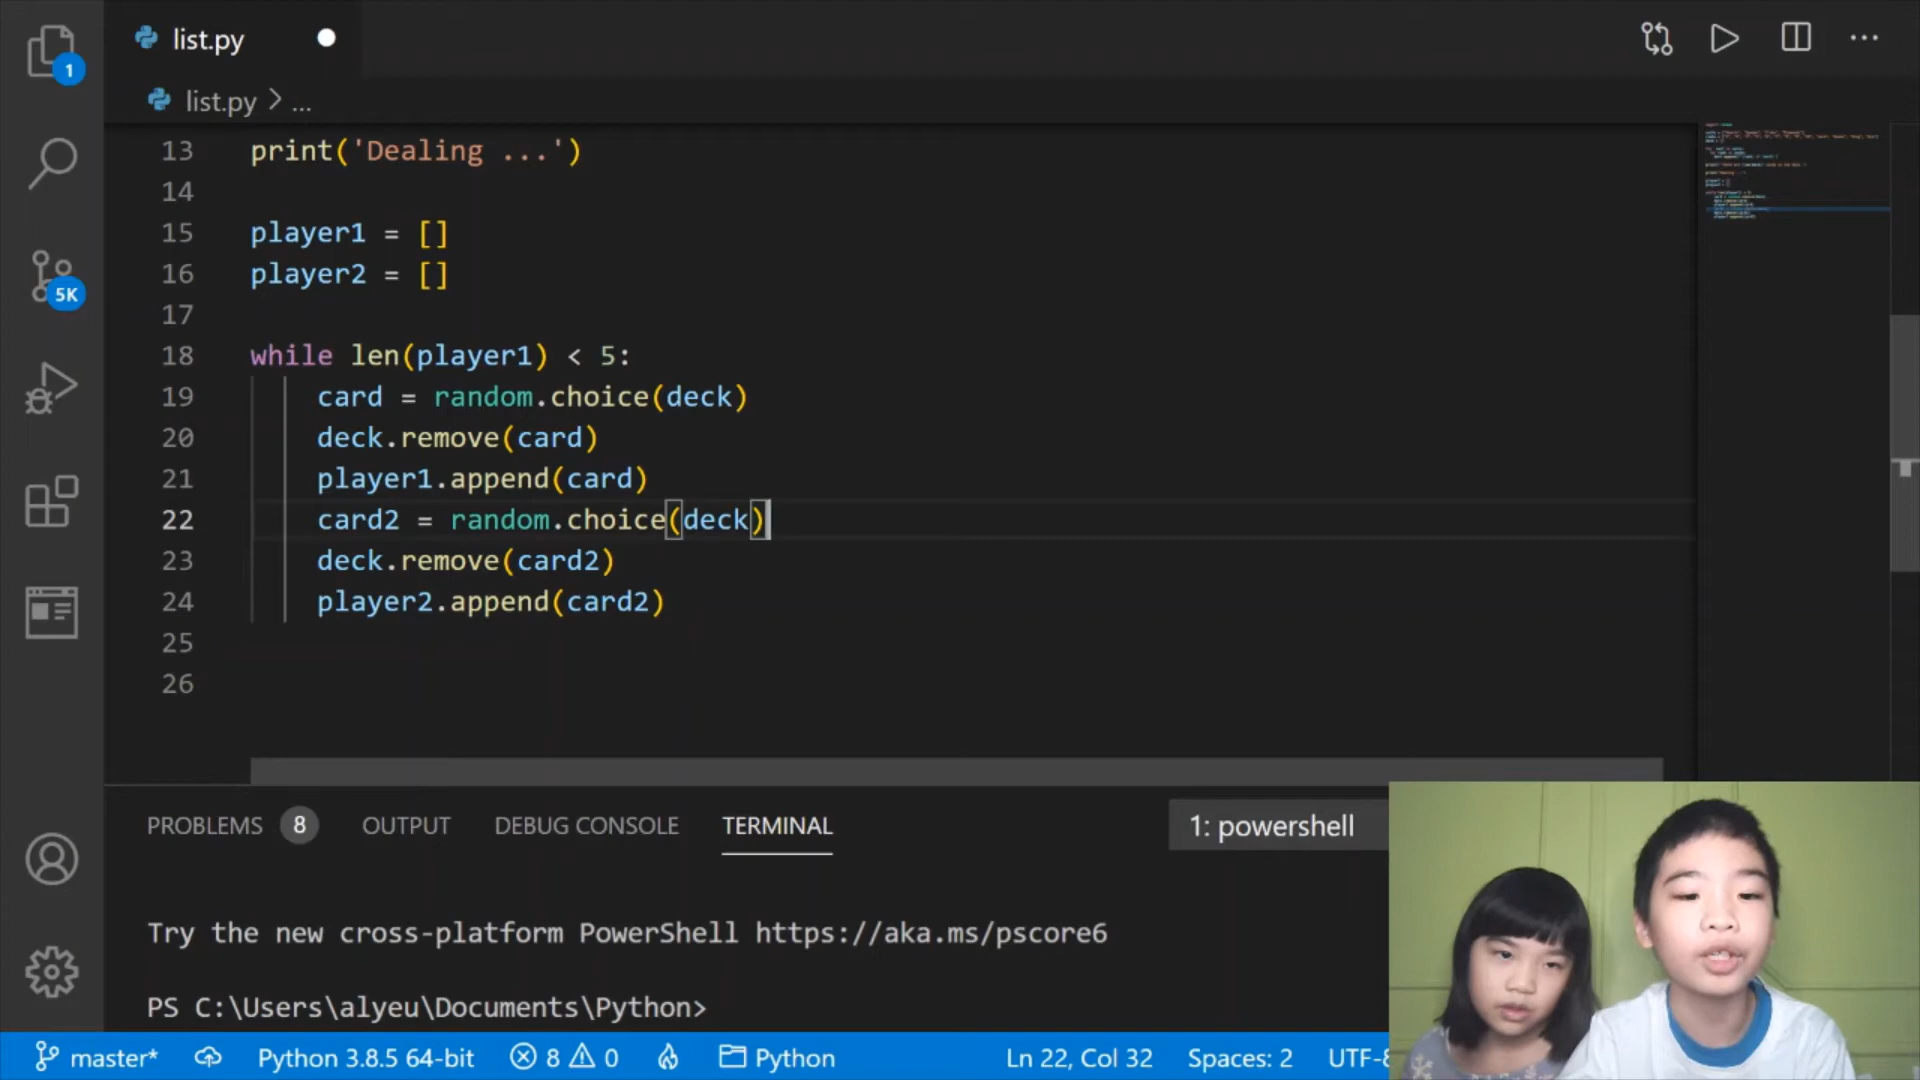 list.py
1
list.py > ...
13 print('Dealing ...')
14
15 player1 = []
16 player2 = []
17
18 while len(player1) < 5:
19 card = random.choice(deck)
20 deck.remove(card)
21 player1.append(card)
22 card2 = random.choice(deck)
23 deck.remove(card2)
24 player2.append(card2)
25
26
5K
PROBLEMS 8 OUTPUT DEBUG CONSOLE TERMINAL 1: powershell
Try the new cross-platform PowerShell https://aka.ms/pscore6
PS C:\Users\alyeu\Documents\Python>
master* Python 3.8.5 64-bit 8 0 Python Ln 22, Col 32 Spaces: 2 UTF-8